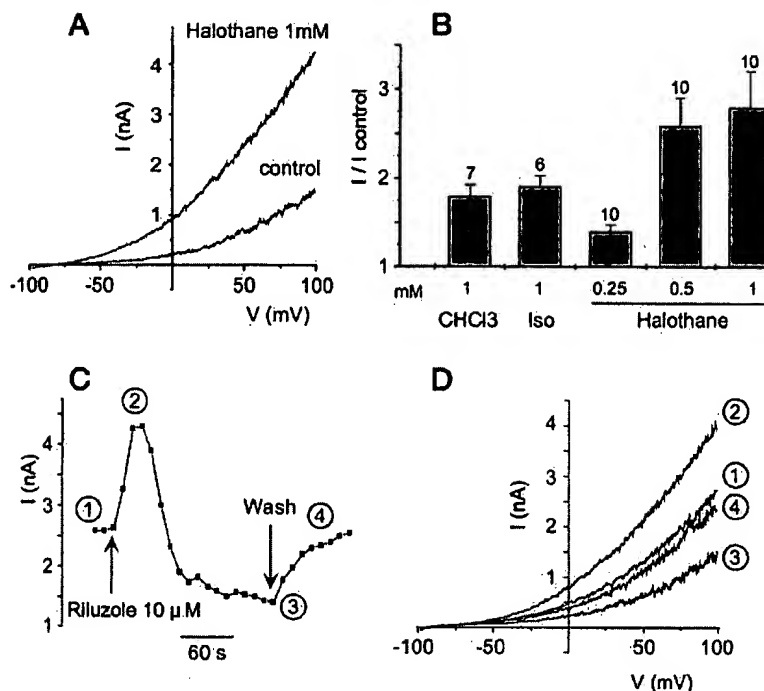 A
Halothane 1mM
I (nA)
4
3
2
1
control
-100
-50
50
100
V (mV)
B
I / I control
3
2
1
7
6
10
10
10
mM
1
1
0.25
0.5
1
CHCl3
Iso
Halothane
C
I (nA)
4
3
2
1
①
②
Wash
④
③
Riluzole 10 µM
60 s
D
I (nA)
4
3
2
1
②
①
④
③
-100
-50
50
100
V (mV)